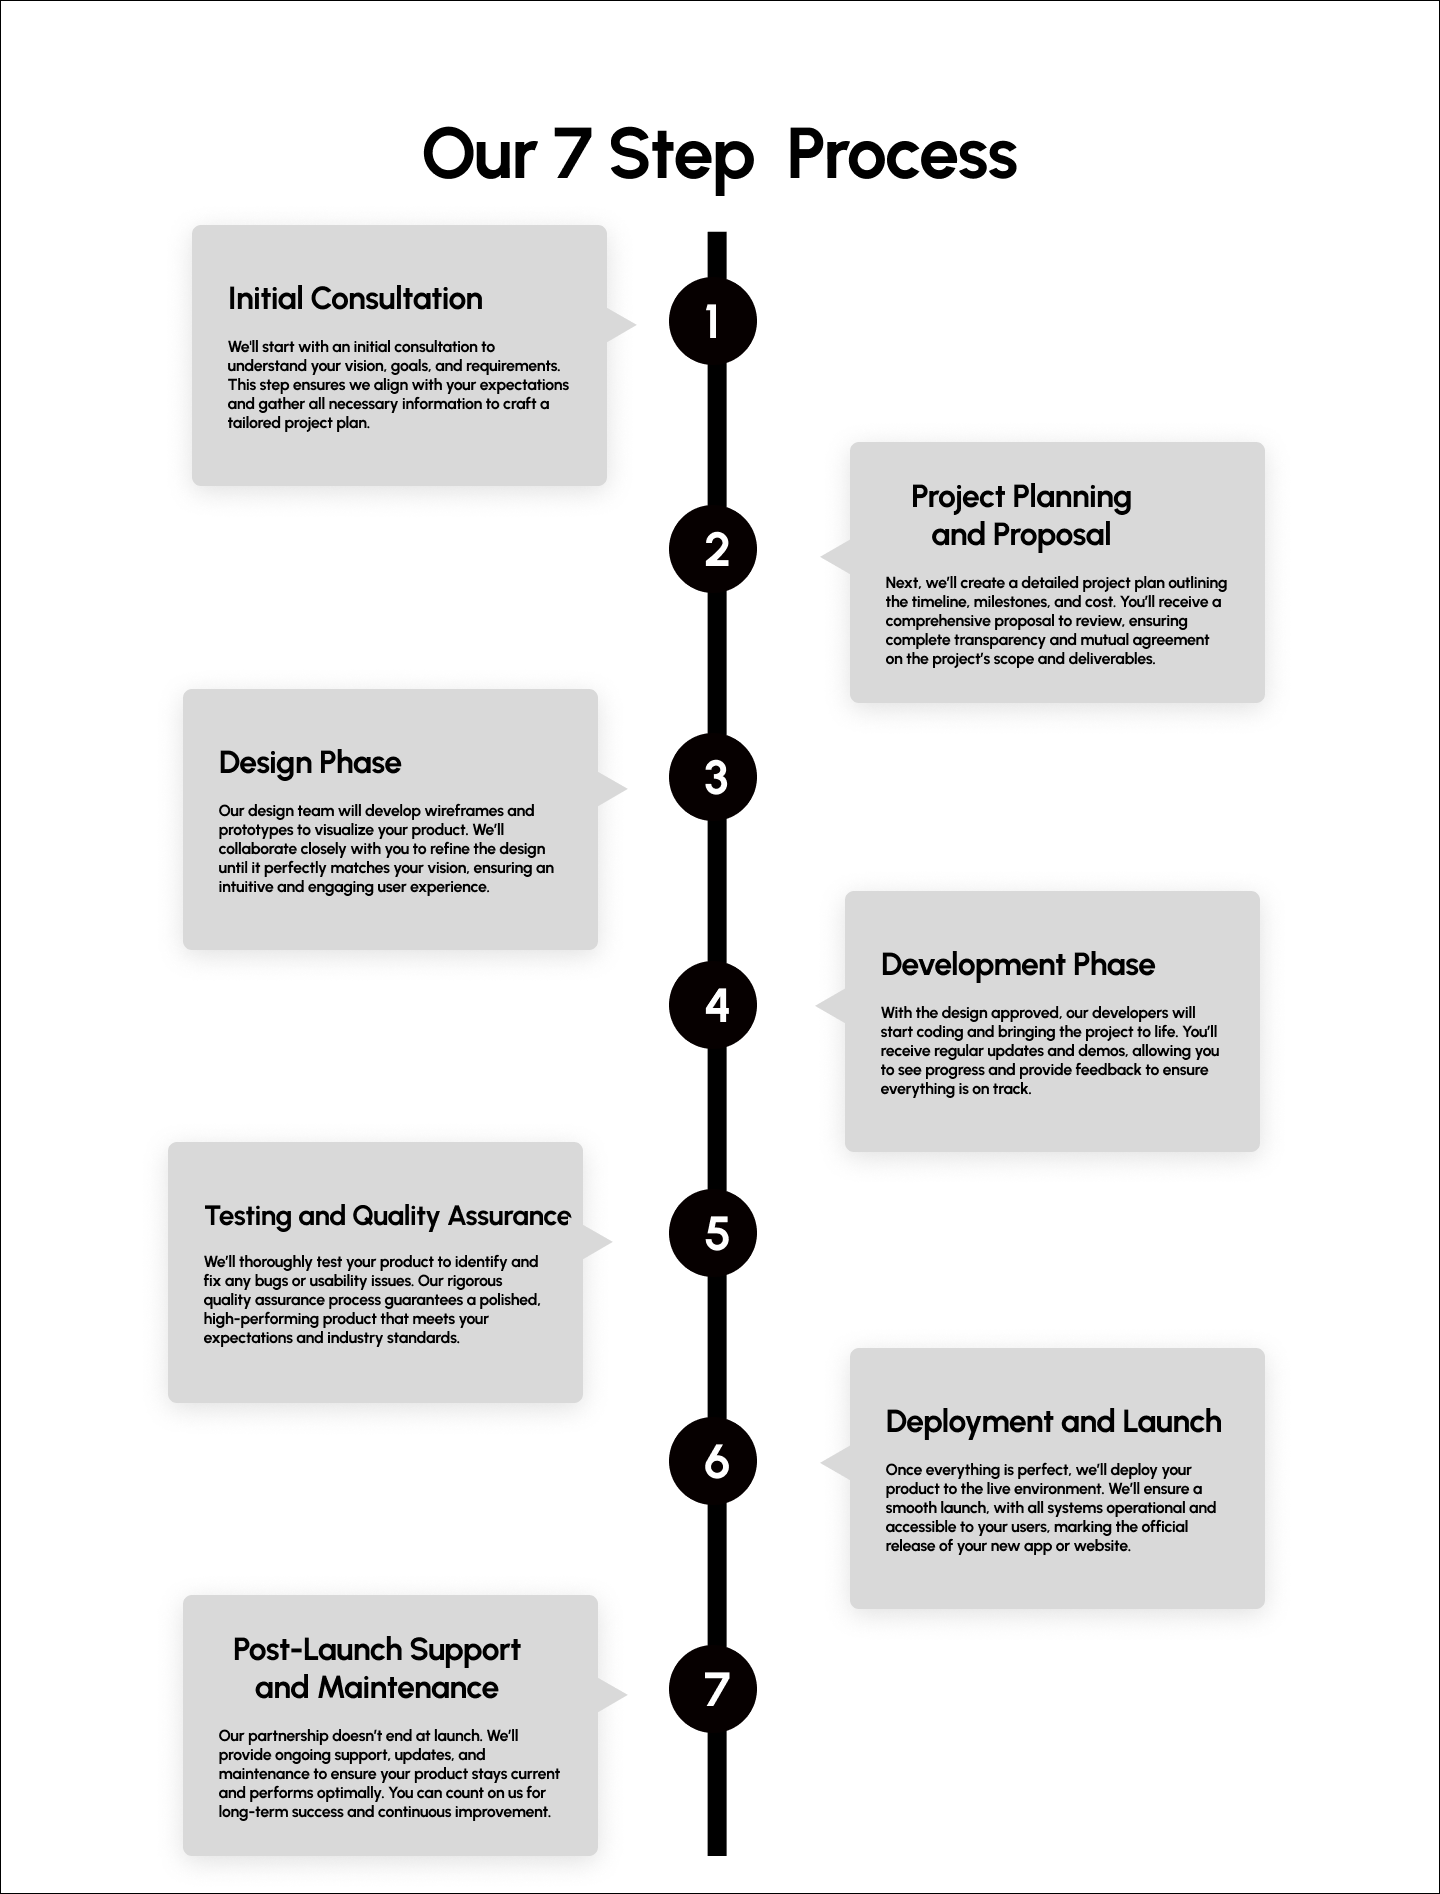 Our 7 Step  Process
Initial Consultation
We'll start with an initial consultation to
understand your vision, goals, and requirements.
This step ensures we align with your expectations
and gather all necessary information to craft a
tailored project plan.
1
Project Planning
and Proposal
Next, we’ll create a detailed project plan outlining
the timeline, milestones, and cost. You’ll receive a
comprehensive proposal to review, ensuring
complete transparency and mutual agreement
on the project’s scope and deliverables.
2
Design Phase
Our design team will develop wireframes and
prototypes to visualize your product. We’ll
collaborate closely with you to refine the design
until it perfectly matches your vision, ensuring an
intuitive and engaging user experience.
3
Development Phase
With the design approved, our developers will
start coding and bringing the project to life. You’ll
receive regular updates and demos, allowing you
to see progress and provide feedback to ensure
everything is on track.
4
Testing and Quality Assurance
We’ll thoroughly test your product to identify and
fix any bugs or usability issues. Our rigorous
quality assurance process guarantees a polished,
high-performing product that meets your
expectations and industry standards.
5
Deployment and Launch
Once everything is perfect, we’ll deploy your
product to the live environment. We’ll ensure a
smooth launch, with all systems operational and
accessible to your users, marking the official
release of your new app or website.
6
Post-Launch Support
and Maintenance
Our partnership doesn’t end at launch. We’ll
provide ongoing support, updates, and
maintenance to ensure your product stays current
and performs optimally. You can count on us for
long-term success and continuous improvement.
7